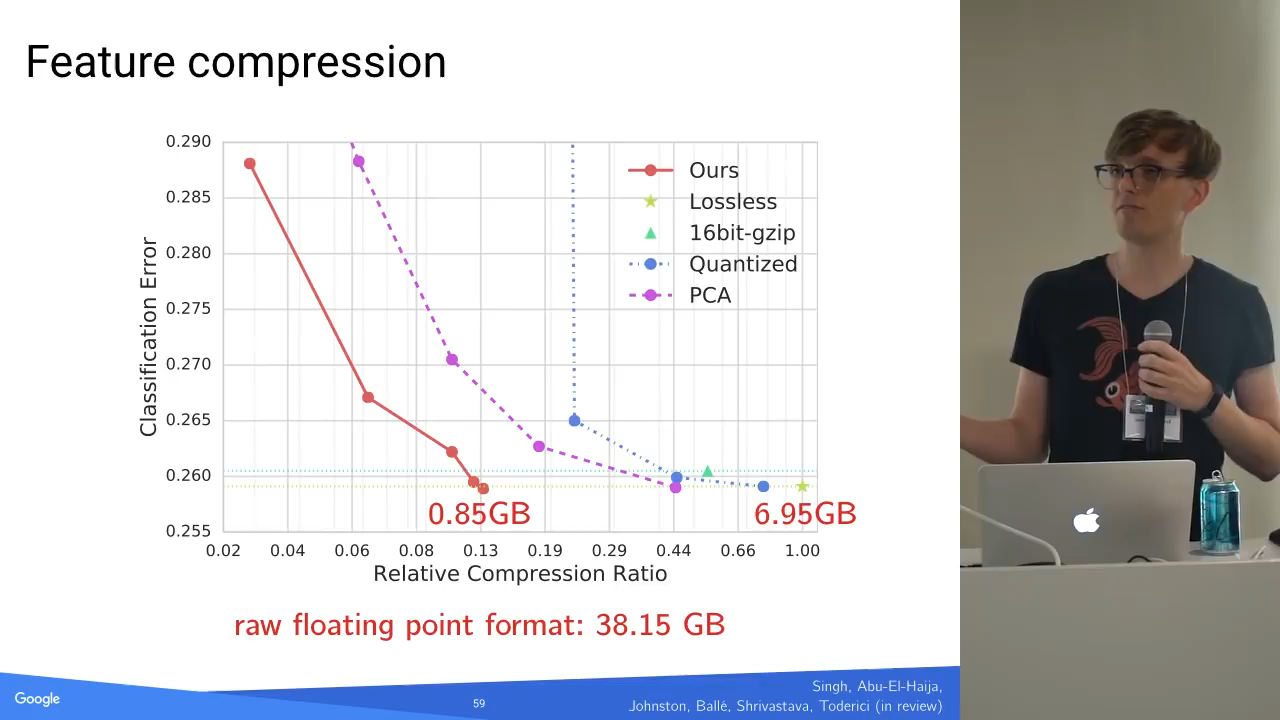 Feature compression
0.290
0.285
0.280
0.275
0.270
0.265
0.260
0.255
Classification Error
Ours
Lossless
16bit-gzip
Quantized
PCA
0.85GB
6.95GB
0.02 0.04 0.06 0.08 0.13 0.19 0.29 0.44 0.66 1.00
Relative Compression Ratio
raw floating point format: 38.15 GB
Google
59
Singh, Abu-El-Haija,
Johnston, Ballé, Shrivastava, Toderici (in review)